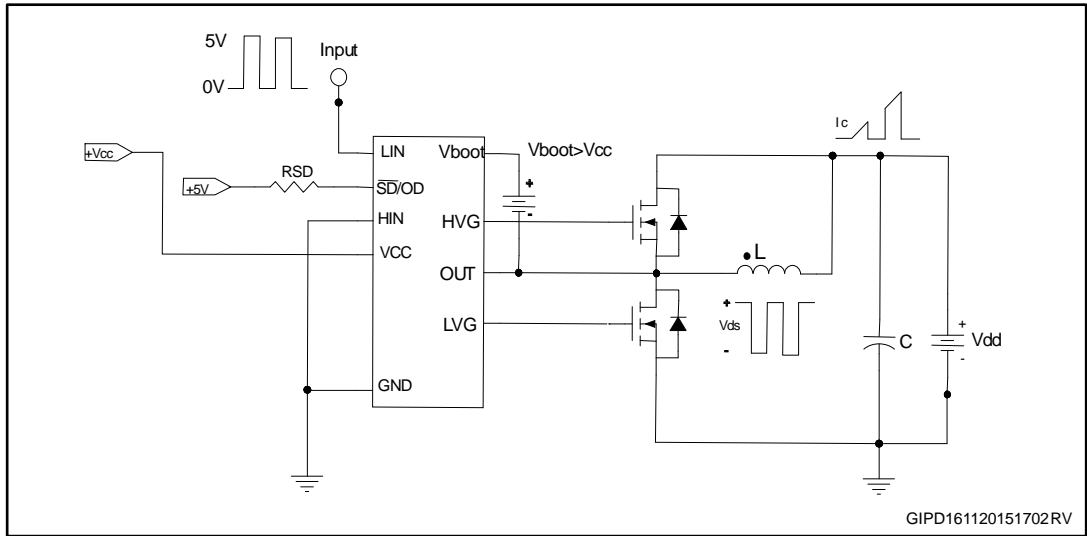 5V
0V
Input
Ic
+Vcc
LIN
Vboot
Vboot>Vcc
RSD
+5V
SD/OD
+
-
HIN
HVG
VCC
OUT
L
LVG
+
Vds
-
C
+
Vdd
-
GND
GIPD161120151702RV